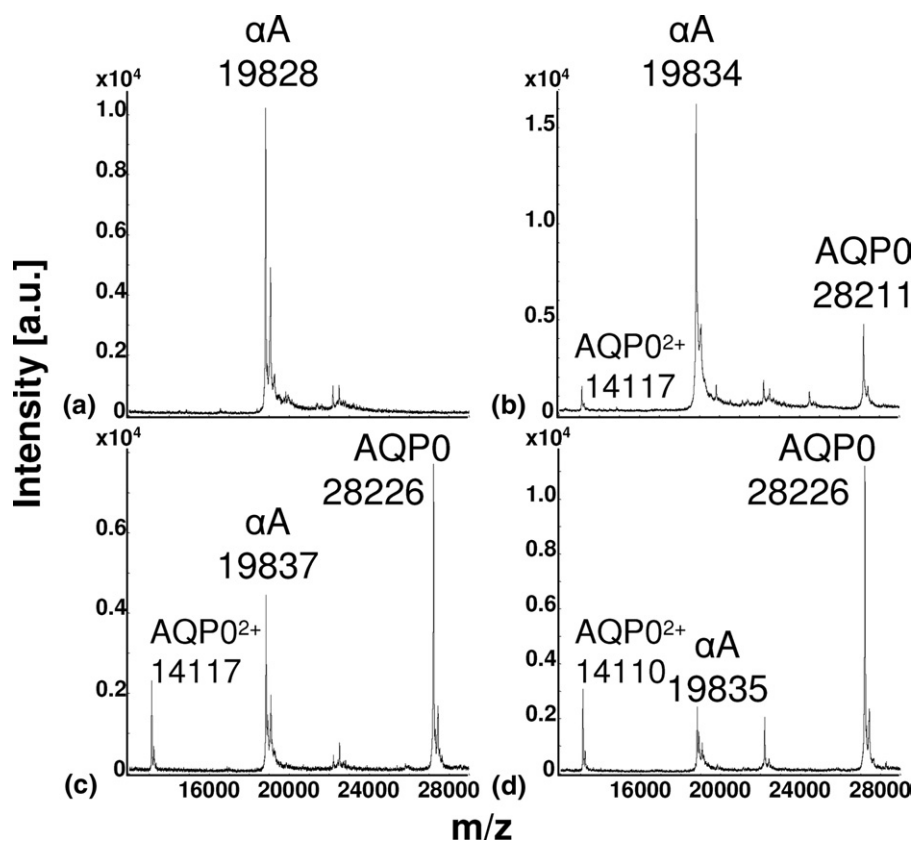 αA
19828
x10⁴
1.0
0.8
0.6
0.4
0.2
0
(a)
αA
19834
x10⁴
1.5
1.0
0.5
0
AQP0²⁺
14117
AQP0
28211
(b)
Intensity [a.u.]
x10⁴
0.6
0.4
0.2
0
AQP0²⁺
14117
αA
19837
AQP0
28226
(c)
16000 20000 24000 28000
x10⁴
1.0
0.8
0.6
0.4
0.2
0
AQP0²⁺
14110
αA
19835
AQP0
28226
(d)
16000 20000 24000 28000
m/z